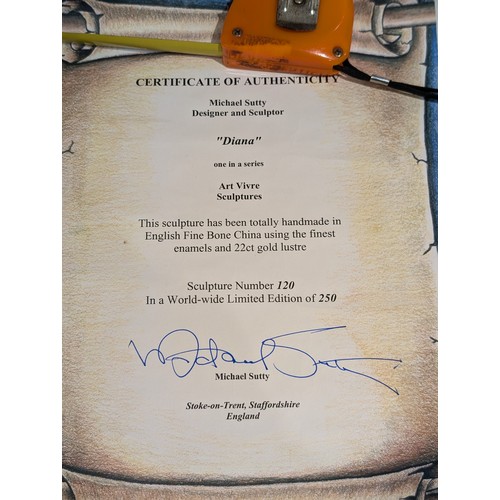 CERTIFICATE OF AUTHENTICITY
Michael Sutty
Designer and Sculptor
"Diana"
one in a series
Art Vivre
Sculptures
This sculpture has been totally handmade in
English Fine Bone China using the finest
enamels and 22ct gold lustre
Sculpture Number 120
In a World-wide Limited Edition of 250
Michael Sutty
Michael Sutty
Stoke-on-Trent, Staffordshire
England